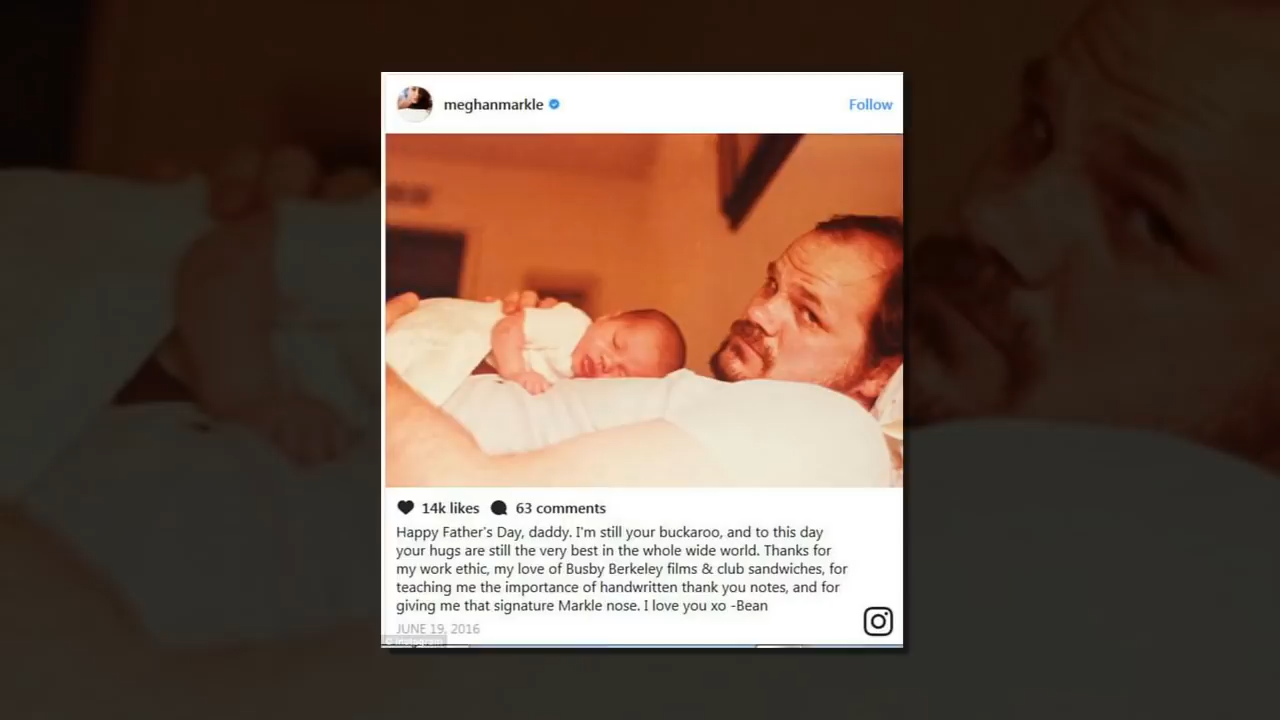 meghanmarkle
Follow
14k likes 63 comments
Happy Father's Day, daddy. I'm still your buckaroo, and to this day
your hugs are still the very best in the whole wide world. Thanks for
my work ethic, my love of Busby Berkeley films & club sandwiches, for
teaching me the importance of handwritten thank you notes, and for
giving me that signature Markle nose. I love you xo -Bean
JUNE 19, 2016
© Instagram